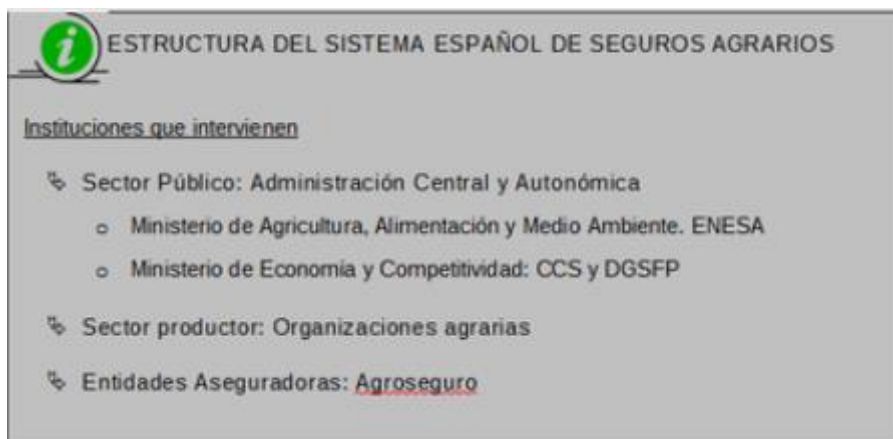 ESTRUCTURA DEL SISTEMA ESPAÑOL DE SEGUROS AGRARIOS
Instituciones que intervienen
Sector Público: Administración Central y Autonómica
Ministerio de Agricultura, Alimentación y Medio Ambiente. ENESA
Ministerio de Economía y Competitividad: CCS y DGSFP
Sector productor: Organizaciones agrarias
Entidades Aseguradoras: Agroseguro